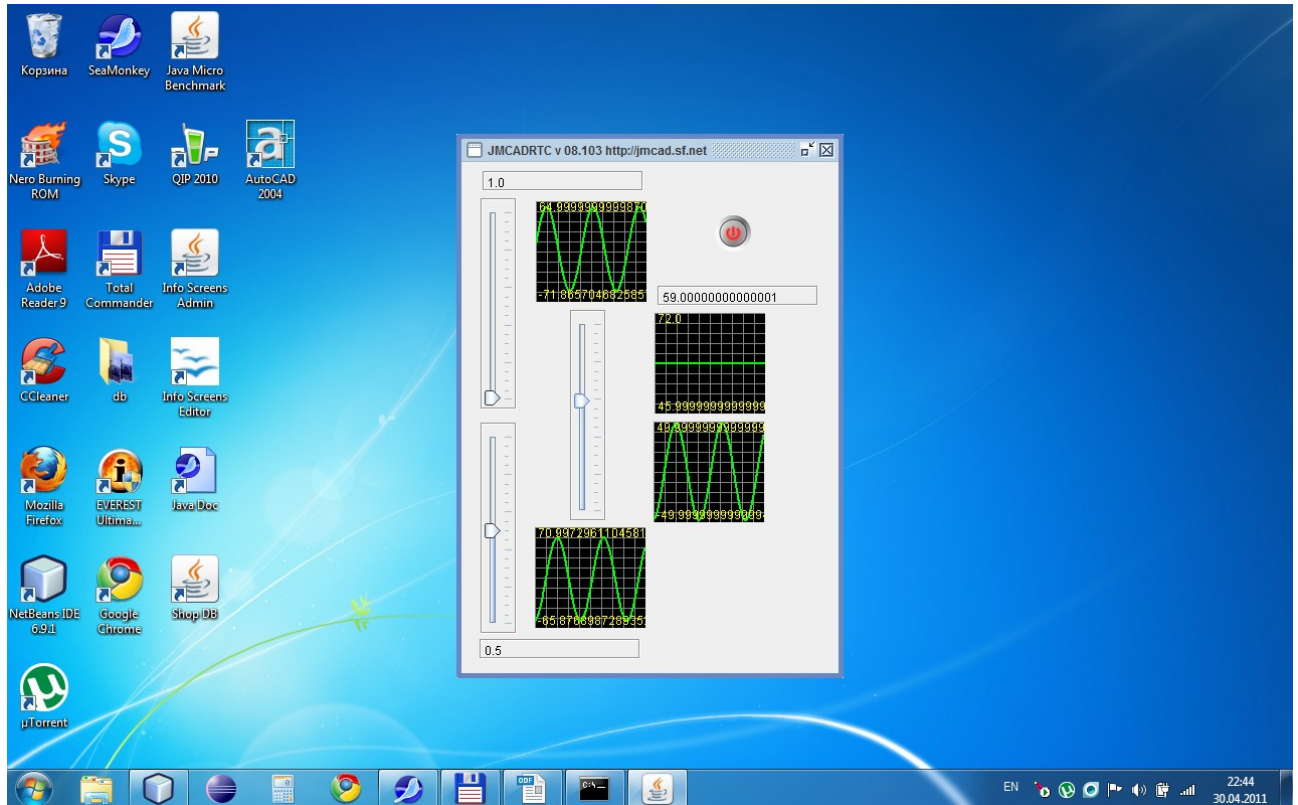 Корзина
SeaMonkey
Java Micro
Benchmark
Nero Burning
ROM
Skype
QIP 2010
AutoCAD
2004
Adobe
Reader 9
Total
Commander
Info Screens
Admin
CCleaner
db
Info Screens
Editor
Mozilla
Firefox
EVEREST
Ultima...
Java Doc
NetBeans IDE
6.9.1
Google
Chrome
Shop DB
µTorrent
JMCADRTC v 08.103 http://jmcad.sf.net
1.0
59.00000000000001
72.0
0.5
EN
22:44
30.04.2011